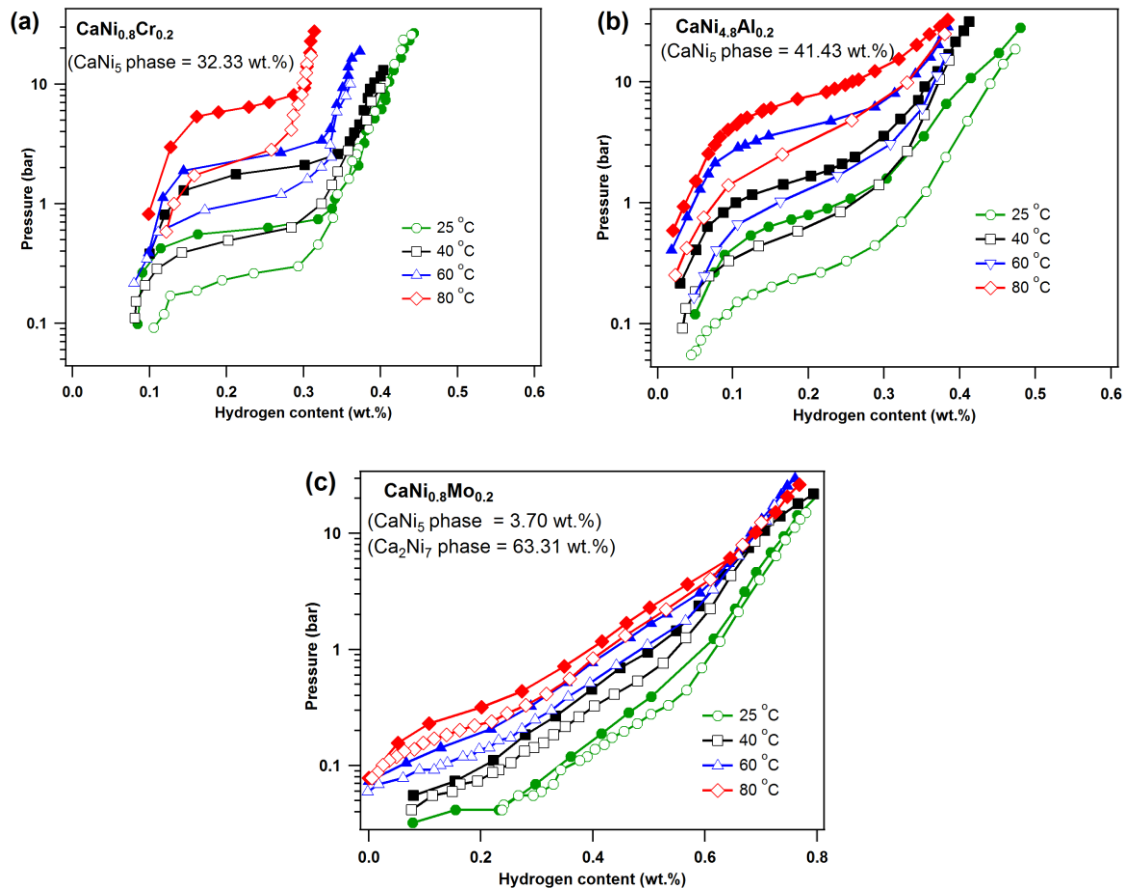 (a)
CaNi0.8Cr0.2
(CaNi5 phase = 32.33 wt.%)
10
1
0.1
Pressure (bar)
25 °C
40 °C
60 °C
80 °C
0.0 0.1 0.2 0.3 0.4 0.5 0.6
Hydrogen content (wt.%)
(b)
CaNi4.8Al0.2
(CaNi5 phase = 41.43 wt.%)
10
1
0.1
Pressure (bar)
25 °C
40 °C
60 °C
80 °C
0.0 0.1 0.2 0.3 0.4 0.5 0.6
Hydrogen content (wt.%)
(c)
CaNi0.8Mo0.2
(CaNi5 phase = 3.70 wt.%)
(Ca2Ni7 phase = 63.31 wt.%)
10
1
0.1
Pressure (bar)
25 °C
40 °C
60 °C
80 °C
0.0 0.2 0.4 0.6 0.8
Hydrogen content (wt.%)